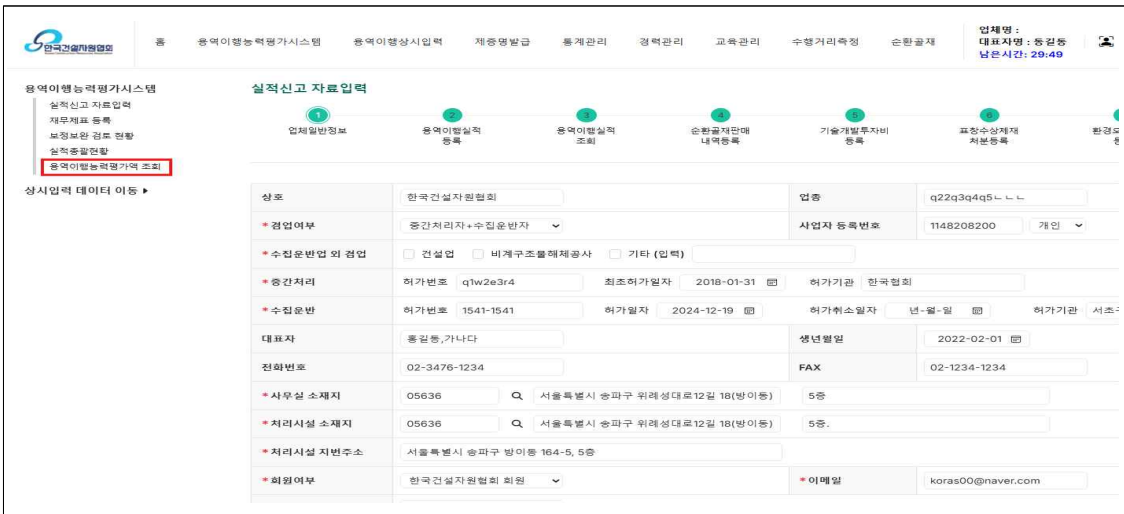 한국건설자원협회
홈 용역이행능력평가시스템 용역이행상시입력 제증명발급 통계관리 경력관리 교육관리 수행거리측정 순환골재
업체명 :
대표자명 : 동길동
남은시간: 29:49
용역이행능력평가시스템
실적신고 자료입력
재무제표 등록
보정보완 검토 현황
실적총괄현황
용역이행능력평가액 조회
상시입력 데이터 이동 ▶
실적신고 자료입력
1 업체일반정보
2 용역이행실적 등록
3 용역이행실적 조회
4 순환골재판매 내역등록
5 기술개발투자비 등록
6 표창수상제재 처분등록
상호 한국건설자원협회 업종 q22q3q4q5ㄴㄴㄴ
*겸업여부 중간처리자+수집운반자 사업자 등록번호 1148208200 개인
*수집운반업 외 겸업 건설업 비계구조물해체공사 기타 (입력)
*중간처리 허가번호 q1w2e3r4 최초허가일자 2018-01-31 허가기관 한국협회
*수집운반 허가번호 1541-1541 허가일자 2024-12-19 허가취소일자 년-월-일 허가기관 서초
대표자 홍길동,가나다 생년월일 2022-02-01
전화번호 02-3476-1234 FAX 02-1234-1234
*사무실 소재지 05636 서울특별시 송파구 위례성대로12길 18(방이동) 5층
*처리시설 소재지 05636 서울특별시 송파구 위례성대로12길 18(방이동) 5층.
*처리시설 지번주소 서울특별시 송파구 방이동 164-5, 5층
*회원여부 한국건설자원협회 회원 *이메일 koras00@naver.com